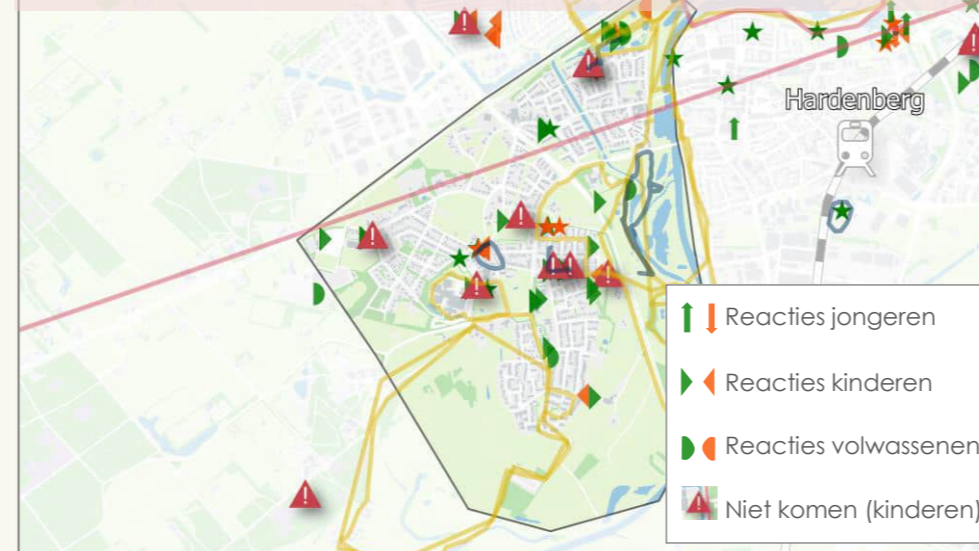 Hardenberg
Reacties jongeren
Reacties kinderen
Reacties volwassenen
Niet komen (kinderen)